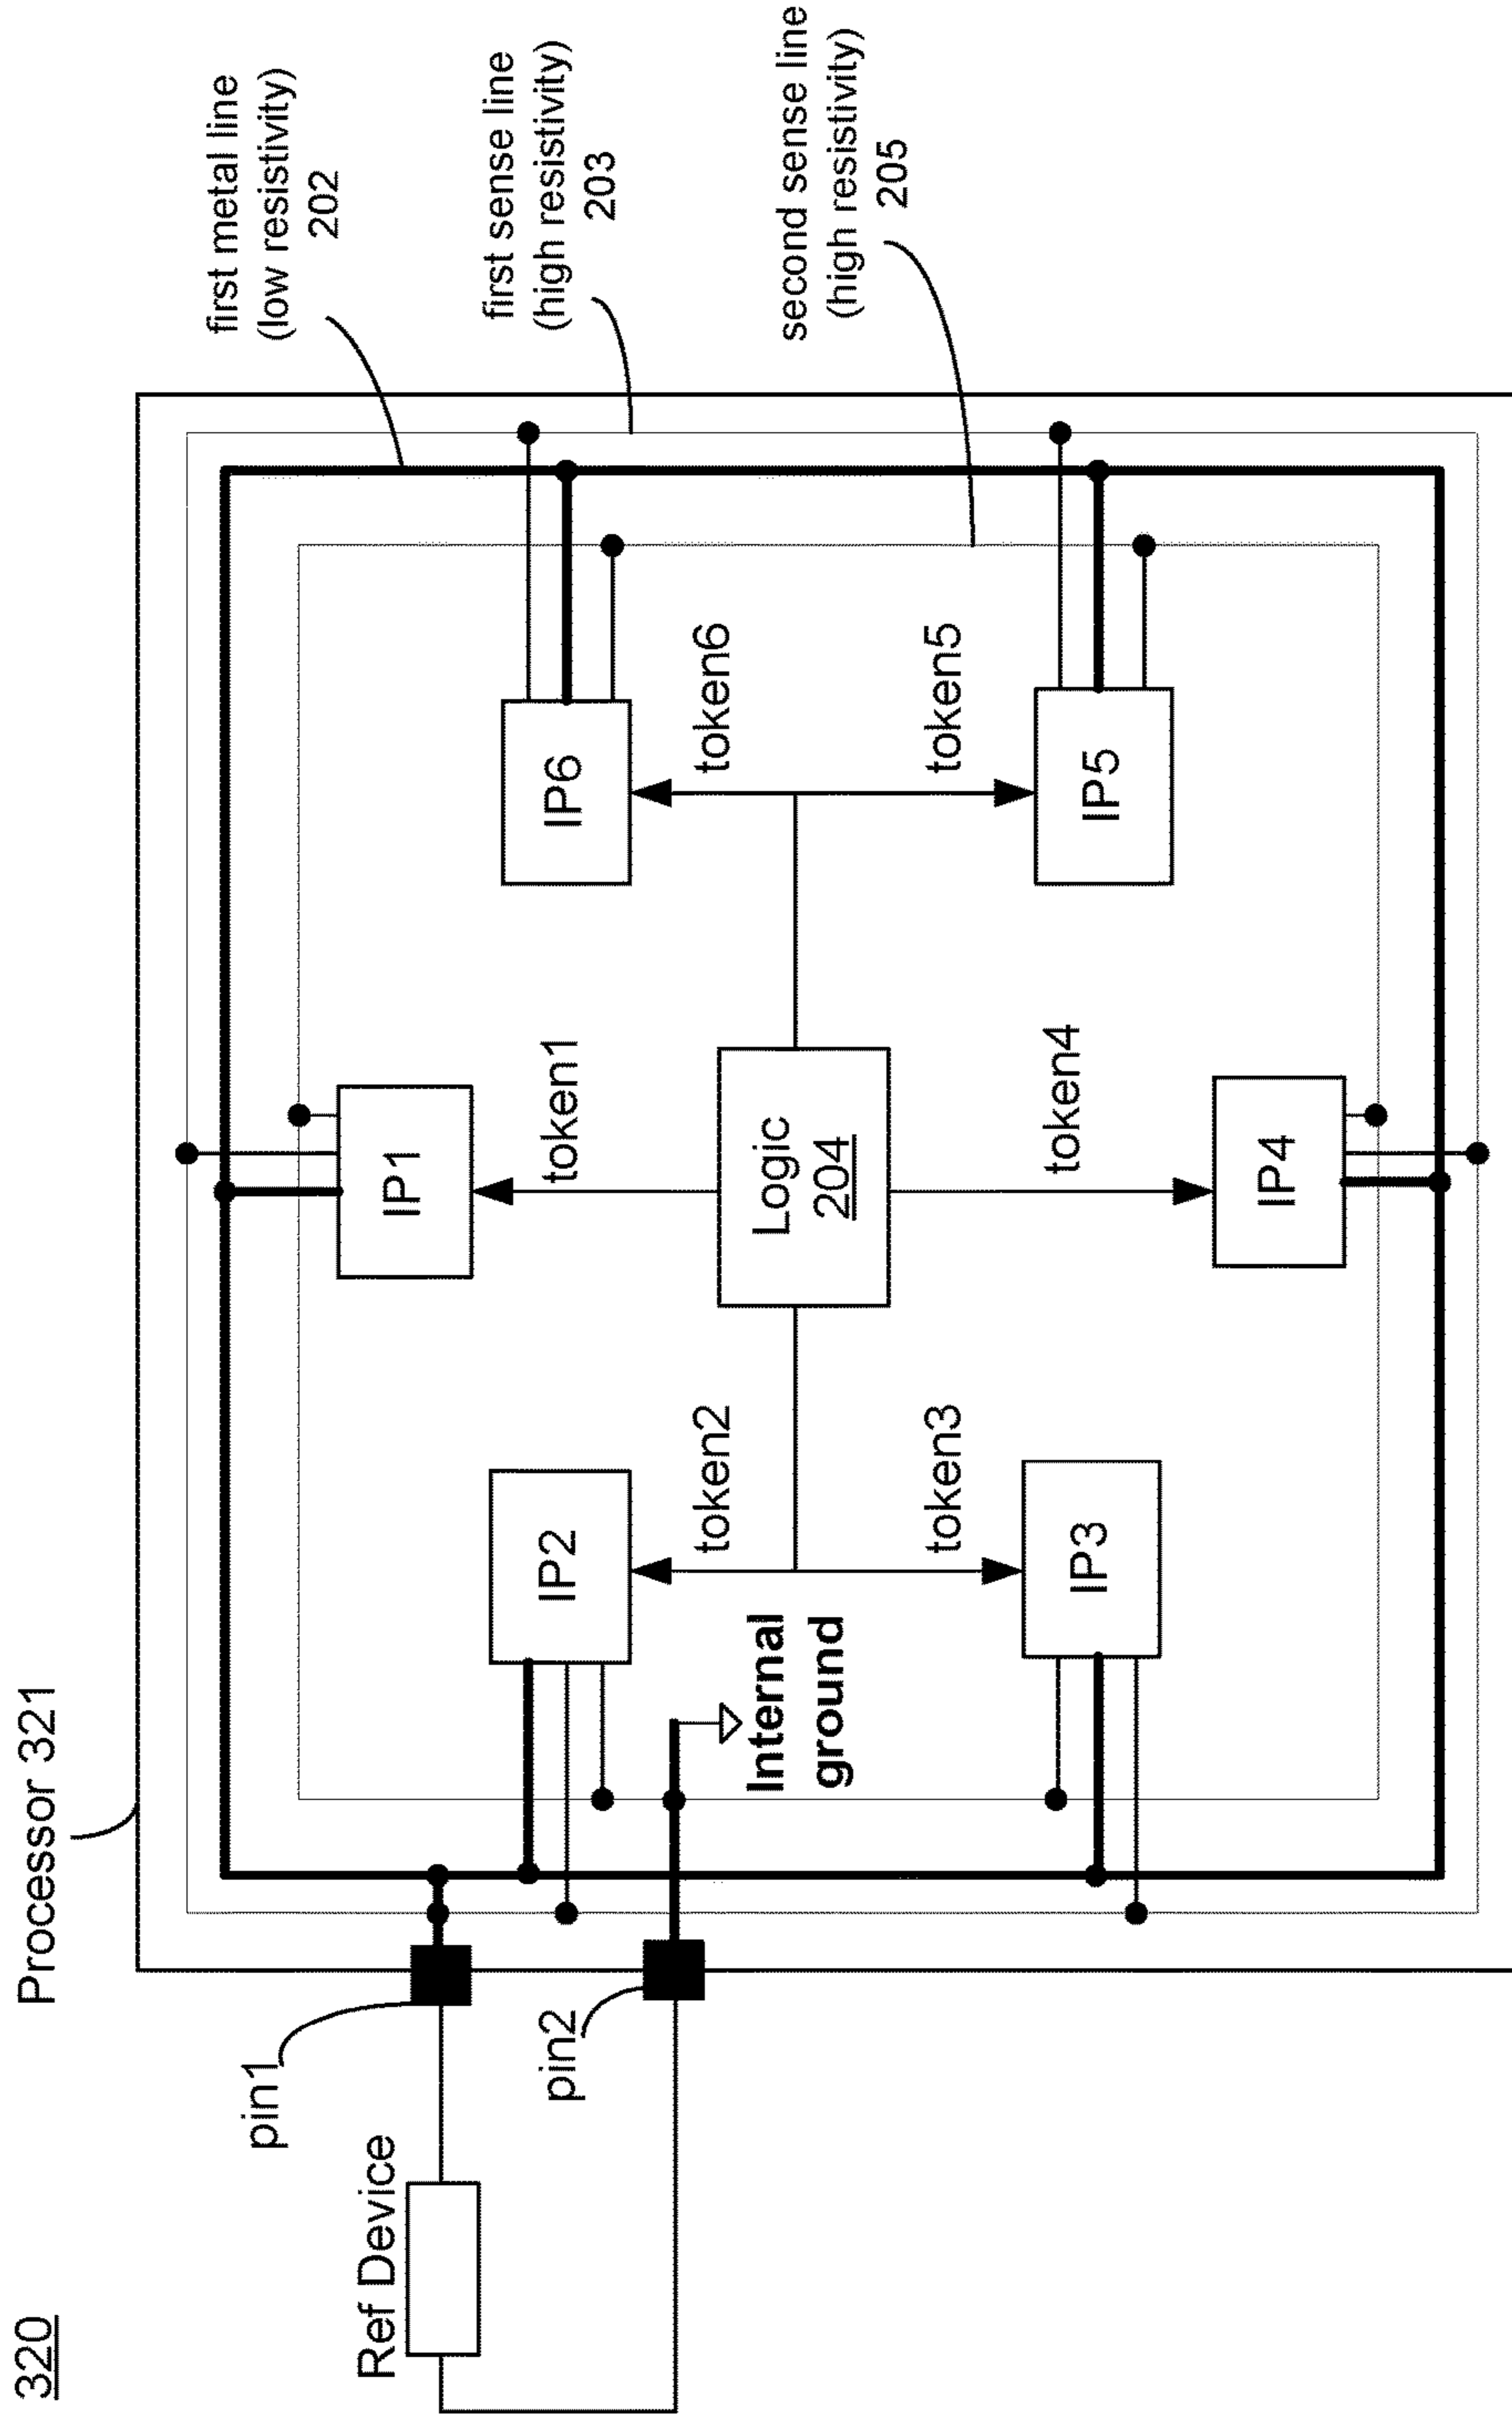 320
Processor 321
first metal line
(low resistivity)
202
first sense line
(high resistivity)
203
second sense line
(high resistivity)
205
Ref Device
pin1
pin2
IP1
IP2
IP6
token1
token2
token6
Internal
ground
Logic
204
token3
token4
token5
IP3
IP4
IP5